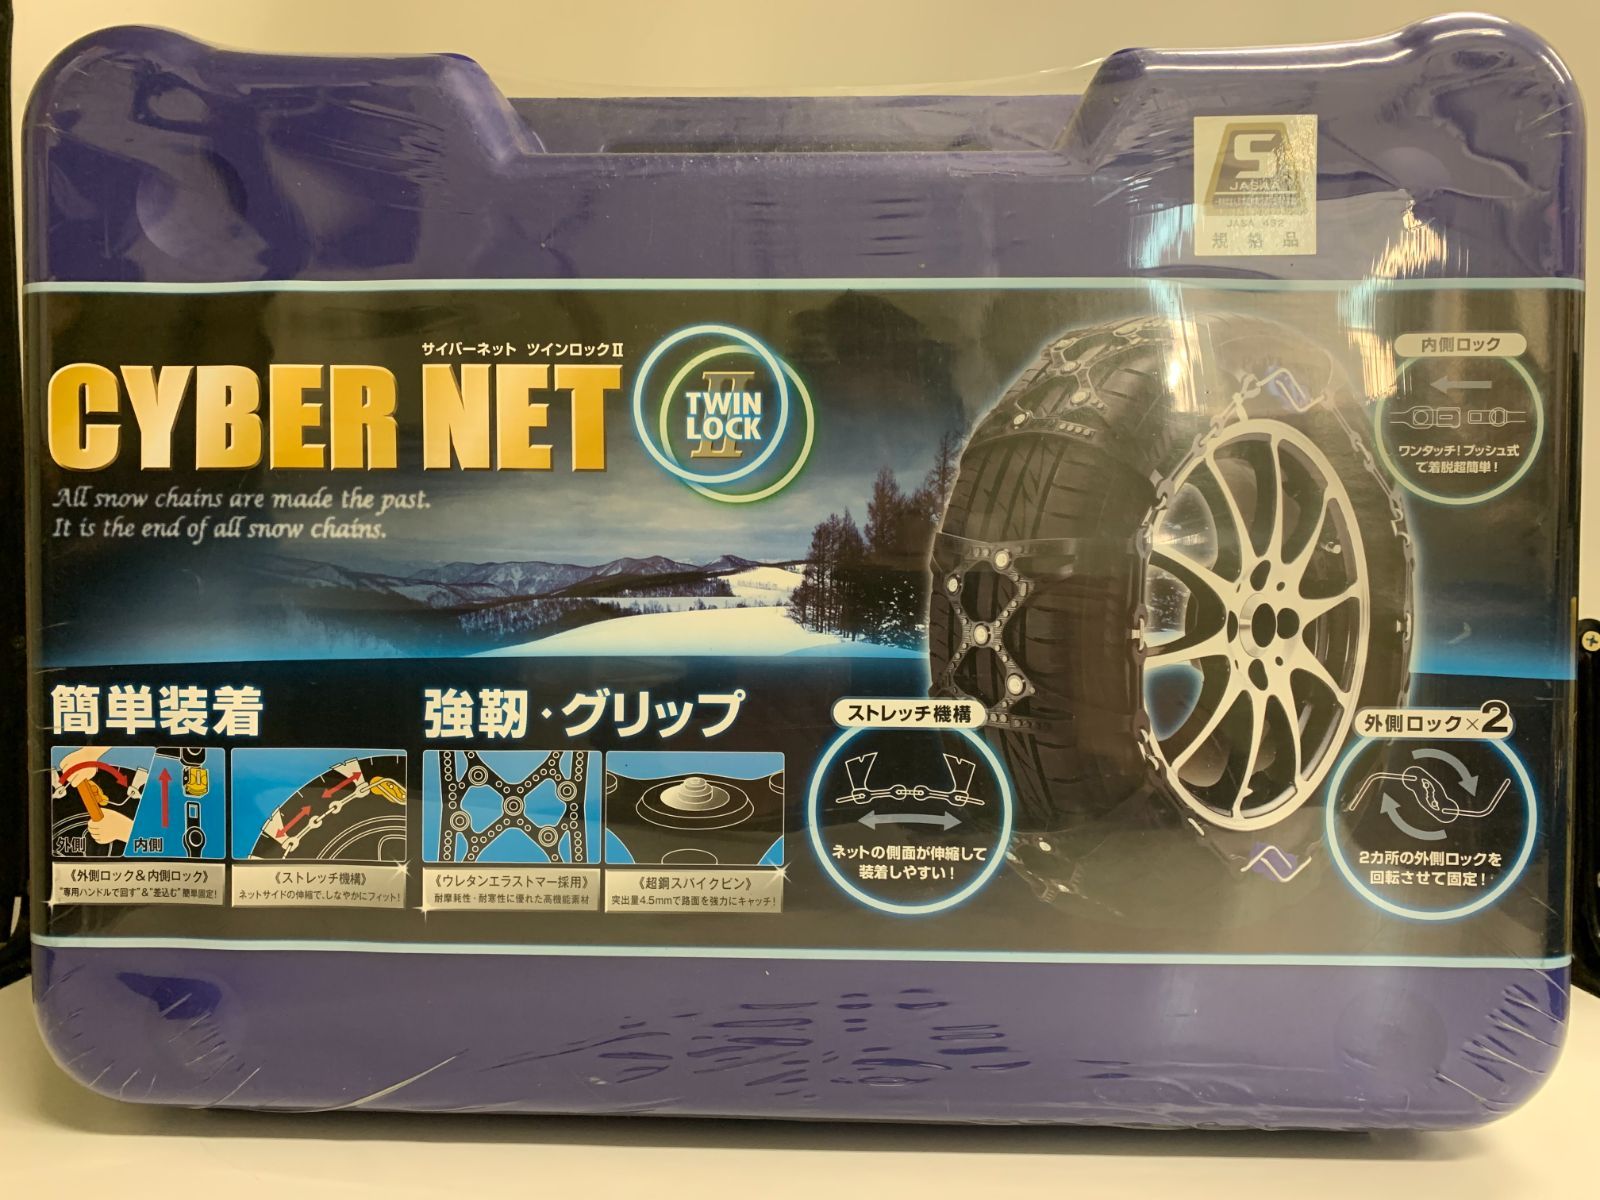 S
JASAA
JASA 432
規格品
サイバーネット ツインロックⅡ
CYBER NET
Ⅱ
TWIN
LOCK
All snow chains are made the past.
It is the end of all snow chains.
内側ロック
ワンタッチ!プッシュ式
で着脱超簡単!
簡単装着
外側
内側
《外側ロック&内側ロック》
"専用ハンドルで回す"&"差込む"簡単固定!
《ストレッチ機構》
ネットサイドの伸縮で、しなやかにフィット!
強靭・グリップ
《ウレタンエラストマー採用》
耐摩耗性・耐寒性に優れた高機能素材
《超鋼スパイクピン》
突出量4.5mmで路面を強力にキャッチ!
ストレッチ機構
ネットの側面が伸縮して
装着しやすい!
外側ロック×2
2カ所の外側ロックを
回転させて固定!